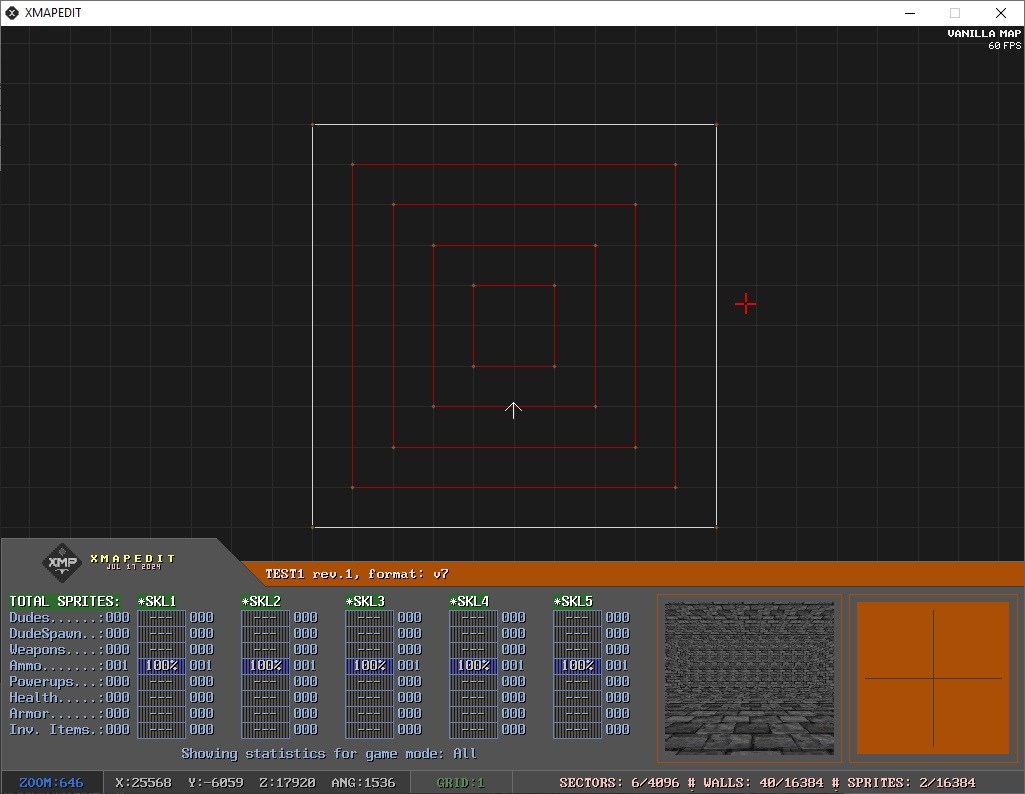 XMAPEDIT
VANILLA MAP
60 FPS
XMP
XMAPEDIT
JUL 17 2024
TEST1 rev.1, format: v7
TOTAL SPRITES: *SKL1 *SKL2 *SKL3 *SKL4 *SKL5
Dudes......:000 --- 000 --- 000 --- 000 --- 000 --- 000
DudeSpawn..:000 --- 000 --- 000 --- 000 --- 000 --- 000
Weapons....:000 --- 000 --- 000 --- 000 --- 000 --- 000
Ammo.......:001 100% 001 100% 001 100% 001 100% 001 100% 001
Powerups...:000 --- 000 --- 000 --- 000 --- 000 --- 000
Health.....:000 --- 000 --- 000 --- 000 --- 000 --- 000
Armor......:000 --- 000 --- 000 --- 000 --- 000 --- 000
Inv. Items.:000 --- 000 --- 000 --- 000 --- 000 --- 000
Showing statistics for game mode: All
ZOOM:646 X:25568 Y:-6059 Z:17920 ANG:1536 GRID:1 SECTORS: 6/4096 # WALLS: 40/16384 # SPRITES: 2/16384